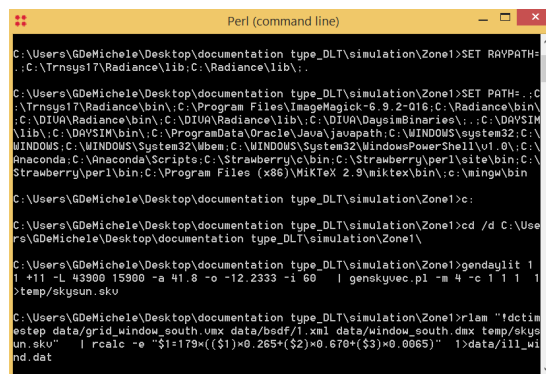 Perl (command line)
C:\Users\GDeMichele\Desktop\documentation type_DLT\simulation\Zone1>SET RAYPATH=
.;C:\Trnsys17\Radiance\lib;C:\Radiance\lib\;.
C:\Users\GDeMichele\Desktop\documentation type_DLT\simulation\Zone1>SET PATH=.;C
:\Trnsys17\Radiance\bin\;C:\Program Files\ImageMagick-6.9.2-Q16;C:\Radiance\bin\
;C:\DIVA\Radiance\bin\;C:\DIVA\Radiance\lib\;C:\DIVA\DaysimBinaries\;.;C:\DAYSIM
\lib\;C:\DAYSIM\bin\;C:\ProgramData\Oracle\Java\javapath;C:\WINDOWS\system32;C:\
WINDOWS;C:\WINDOWS\System32\Wbem;C:\WINDOWS\System32\WindowsPowerShell\v1.0\;C:\
Anaconda;C:\Anaconda\Scripts;C:\Strawberry\c\bin;C:\Strawberry\perl\site\bin;C:\
Strawberry\perl\bin;C:\Program Files (x86)\MiKTeX 2.9\miktex\bin\;c:\mingw\bin
C:\Users\GDeMichele\Desktop\documentation type_DLT\simulation\Zone1>c:
C:\Users\GDeMichele\Desktop\documentation type_DLT\simulation\Zone1>cd /d C:\Use
rs\GDeMichele\Desktop\documentation type_DLT\simulation\Zone1\
C:\Users\GDeMichele\Desktop\documentation type_DLT\simulation\Zone1>gendaylit 1
1 +11 -L 43900 15900 -a 41.8 -o -12.2333 -i 60   | genskyvec.pl -m 4 -c 1 1 1  1
>temp/skysun.skv
C:\Users\GDeMichele\Desktop\documentation type_DLT\simulation\Zone1>rlam "!dctim
estep data/grid_window_south.vmx data/bsdf/1.xml data/window_south.dmx temp/skys
un.skv"   | rcalc -e "$1=179*(($1)*0.265+($2)*0.670+($3)*0.0065)"  1>data/ill_wi
nd.dat